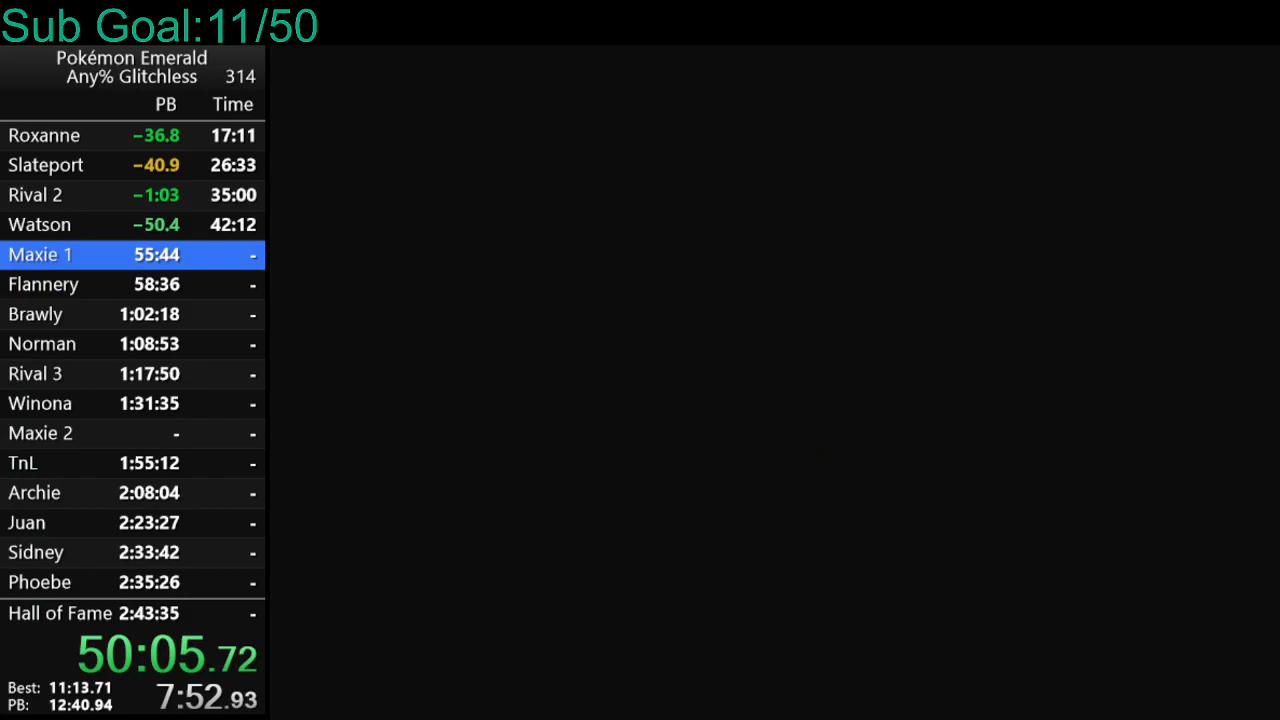 Sub Goal:11/50
Pokémon Emerald
Any% Glitchless 314
PB Time
Roxanne −36.8 17:11
Slateport −40.9 26:33
Rival 2 −1:03 35:00
Watson −50.4 42:12
Maxie 1 55:44 -
Flannery 58:36 -
Brawly 1:02:18 -
Norman 1:08:53 -
Rival 3 1:17:50 -
Winona 1:31:35 -
Maxie 2 - -
TnL 1:55:12 -
Archie 2:08:04 -
Juan 2:23:27 -
Sidney 2:33:42 -
Phoebe 2:35:26 -
Hall of Fame 2:43:35 -
50:05.72
Best: 11:13.71
PB: 12:40.94
7:52.93